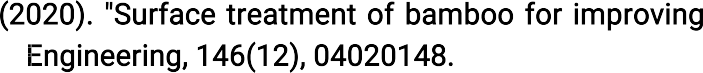 (2020). "Surface treatment of bamboo for improving
Engineering, 146(12), 04020148.